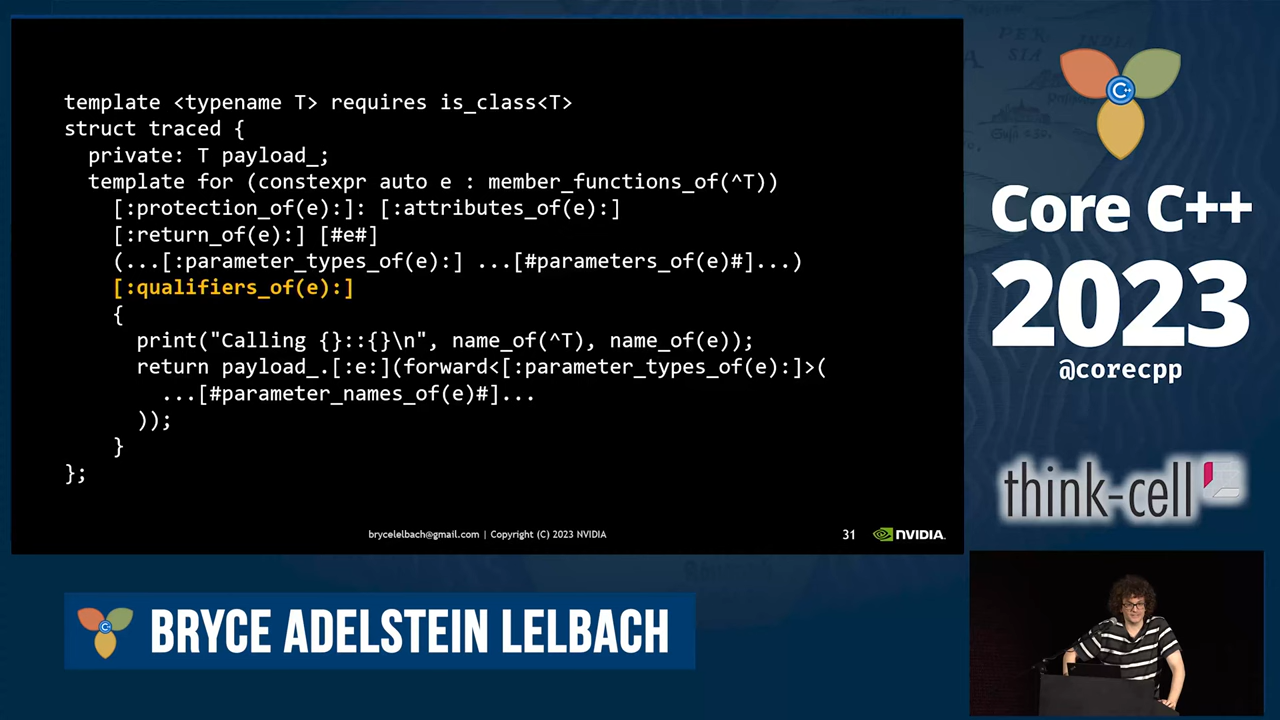 template <typename T> requires is_class<T>
struct traced {
  private: T payload_;
  template for (constexpr auto e : member_functions_of(^T))
    [:protection_of(e):]: [:attributes_of(e):]
    [:return_of(e):] [#e#]
    (...[:parameter_types_of(e):] ...[#parameters_of(e)#]...)
    [:qualifiers_of(e):]
    {
      print("Calling {}::{}\n", name_of(^T), name_of(e));
      return payload_.[:e:](forward<[:parameter_types_of(e):]>(
        ...[#parameter_names_of(e)#]...
      ));
    }
};
brycelelbach@gmail.com | Copyright (C) 2023 NVIDIA
31
NVIDIA.
C++
Core C++
2023
@corecpp
think-cell
C++
BRYCE ADELSTEIN LELBACH